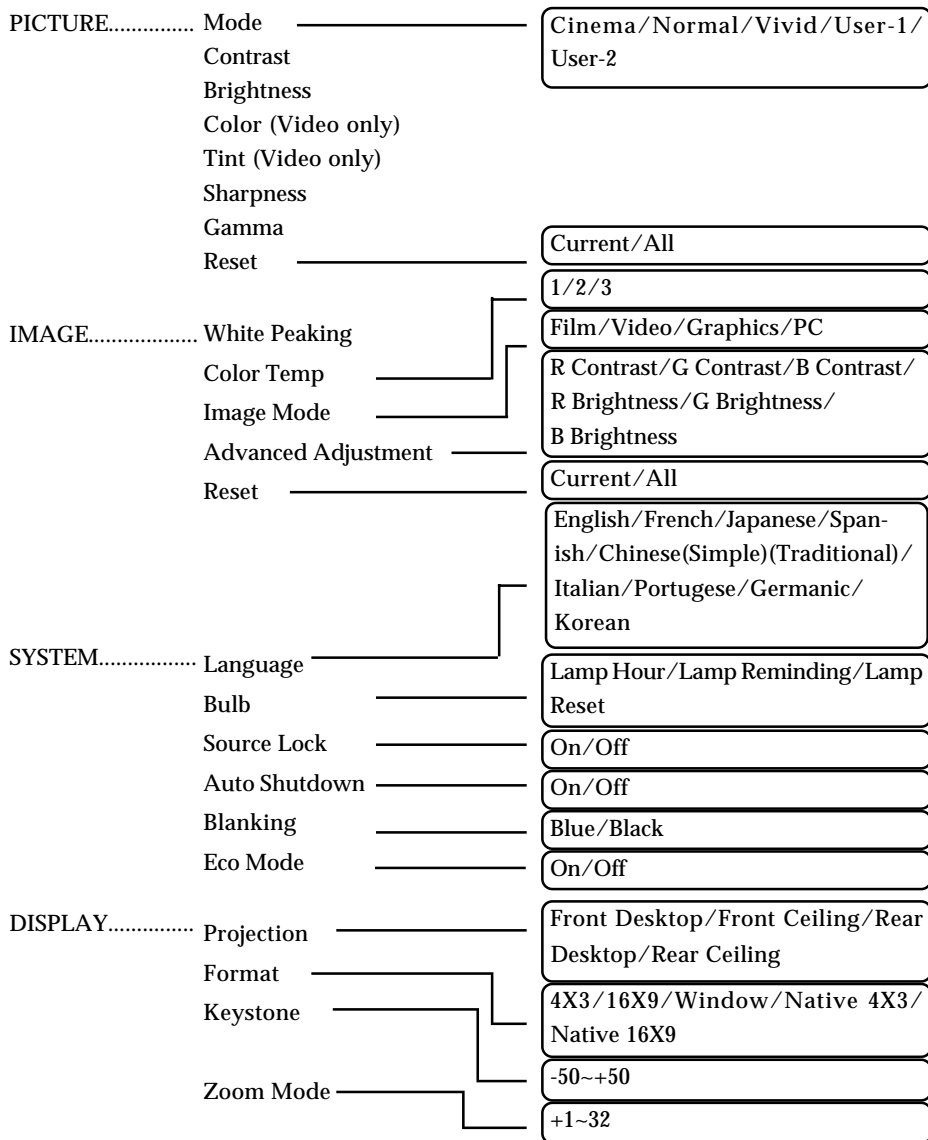 PICTURE............... Mode
Cinema/Normal/Vivid/User-1/
User-2
Contrast
Brightness
Color (Video only)
Tint (Video only)
Sharpness
Gamma
Reset
Current/All
1/2/3
IMAGE................... White Peaking
Film/Video/Graphics/PC
Color Temp
R Contrast/G Contrast/B Contrast/
R Brightness/G Brightness/
B Brightness
Image Mode
Advanced Adjustment
Reset
Current/All
English/French/Japanese/Span-
ish/Chinese(Simple)(Traditional)/
Italian/Portugese/Germanic/
Korean
SYSTEM................. Language
Bulb
Lamp Hour/Lamp Reminding/Lamp
Reset
Source Lock
On/Off
Auto Shutdown
On/Off
Blanking
Blue/Black
Eco Mode
On/Off
DISPLAY............... Projection
Front Desktop/Front Ceiling/Rear
Desktop/Rear Ceiling
Format
4X3/16X9/Window/Native 4X3/
Native 16X9
Keystone
-50~+50
Zoom Mode
+1~32